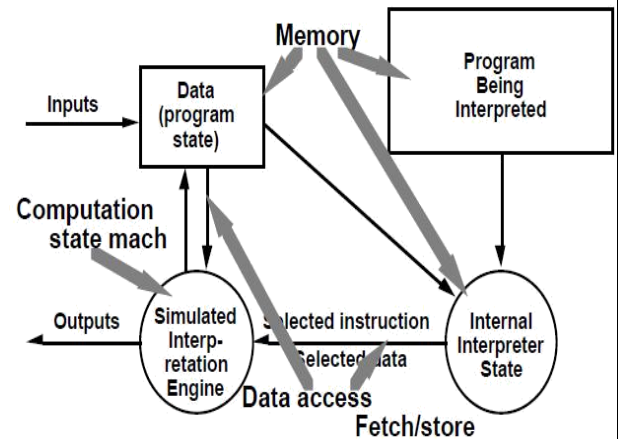 Memory
Program
Being
Interpreted
Data
(program
state)
Inputs
Computation
state mach
Outputs
Simulated
Interp-
retation
Engine
Selected instruction
Selected data
Internal
Interpreter
State
Data access
Fetch/store